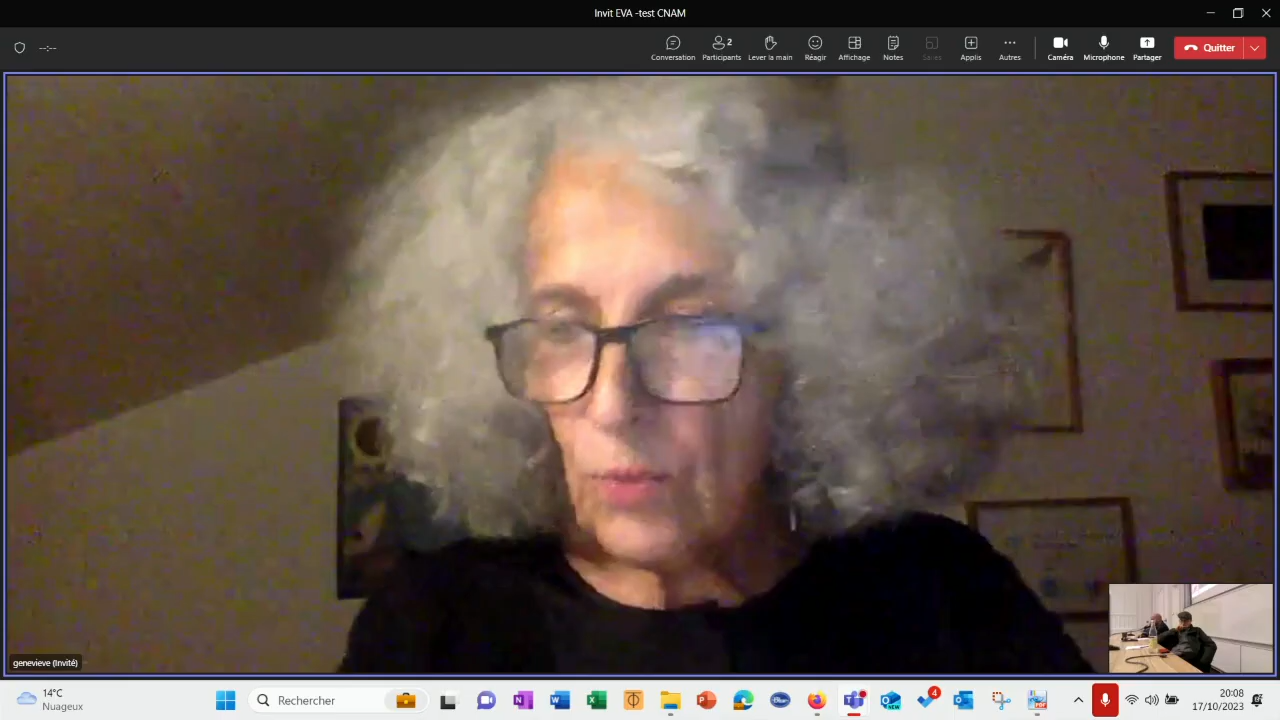 Invit EVA -test CNAM
--:--
Conversation
2
Participants
Lever la main
Réagir
Affichage
Notes
Salles
Applis
Autres
Caméra
Microphone
Partager
Quitter
genevieve (Invité)
14°C
Nuageux
Rechercher
4
20:08
17/10/2023